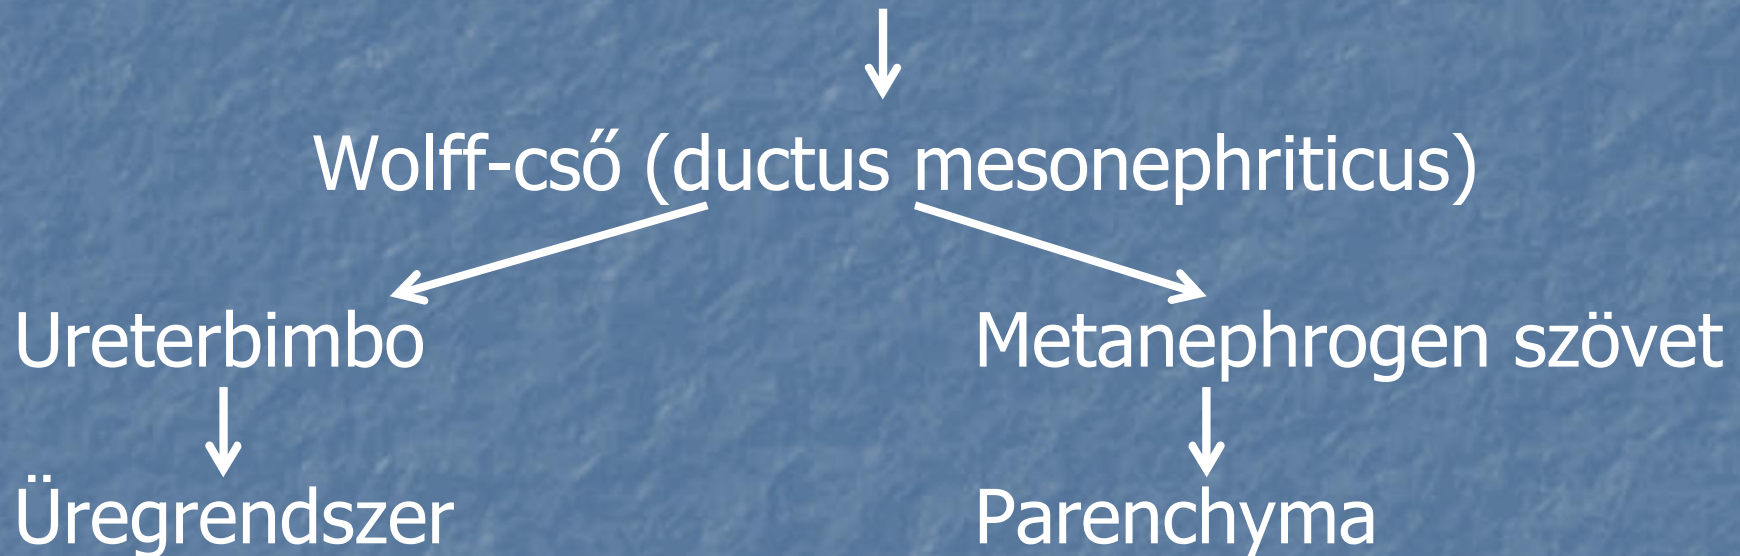 Wolff-cső (ductus mesonephriticus)
Ureterbimbo
Metanephrogen szövet
Üregrendszer
Parenchyma